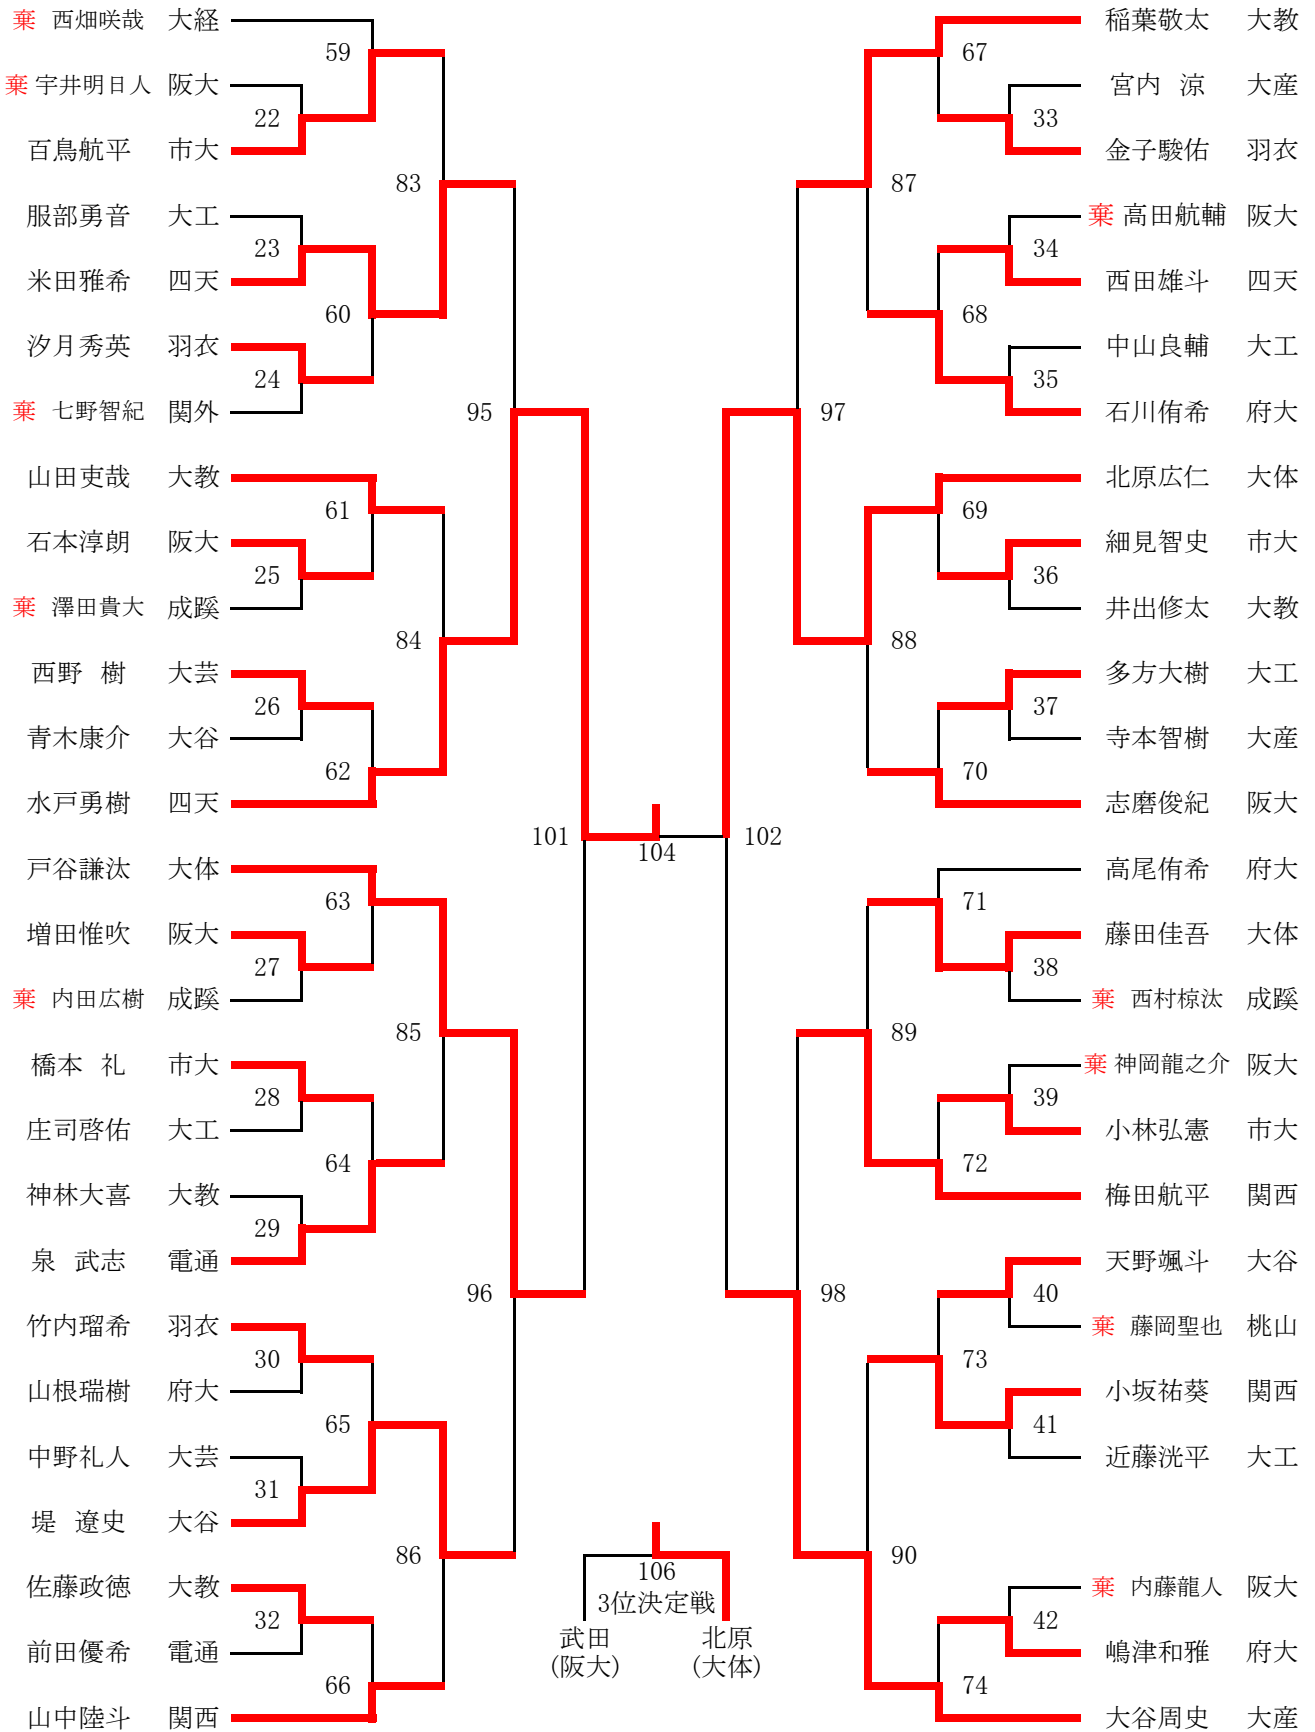 棄 西畑咲哉 大経
59
棄 宇井明日人 阪大
22
百鳥航平 市大
83
服部勇音 大工
23
米田雅希 四天
60
汐月秀英 羽衣
24
棄 七野智紀 関外
95
山田吏哉 大教
61
石本淳朗 阪大
25
棄 澤田貴大 成蹊
84
西野 樹 大芸
26
青木康介 大谷
62
水戸勇樹 四天
101
戸谷謙汰 大体
63
増田惟吹 阪大
27
棄 内田広樹 成蹊
85
橋本 礼 市大
28
庄司啓佑 大工
64
神林大喜 大教
29
泉 武志 電通
96
竹内瑠希 羽衣
30
山根瑞樹 府大
65
中野礼人 大芸
31
堤 遼史 大谷
86
佐藤政徳 大教
32
前田優希 電通
66
山中陸斗 関西
104
106
3位決定戦
武田 北原
(阪大) (大体)
稲葉敬太 大教
67
宮内 涼 大産
33
金子駿佑 羽衣
87
棄 高田航輔 阪大
34
西田雄斗 四天
68
中山良輔 大工
35
石川侑希 府大
97
北原広仁 大体
69
細見智史 市大
36
井出修太 大教
88
多方大樹 大工
37
寺本智樹 大産
70
志磨俊紀 阪大
102
高尾侑希 府大
71
藤田佳吾 大体
38
棄 西村椋汰 成蹊
89
棄 神岡龍之介 阪大
39
小林弘憲 市大
72
梅田航平 関西
天野颯斗 大谷
40
98
棄 藤岡聖也 桃山
73
小坂祐葵 関西
41
近藤洸平 大工
90
棄 内藤龍人 阪大
42
嶋津和雅 府大
74
大谷周史 大産